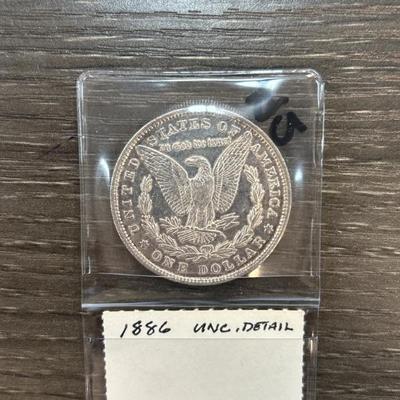 UNITED STATES OF AMERICA
In God we trust
ONE DOLLAR
1886 UNC. DETAIL